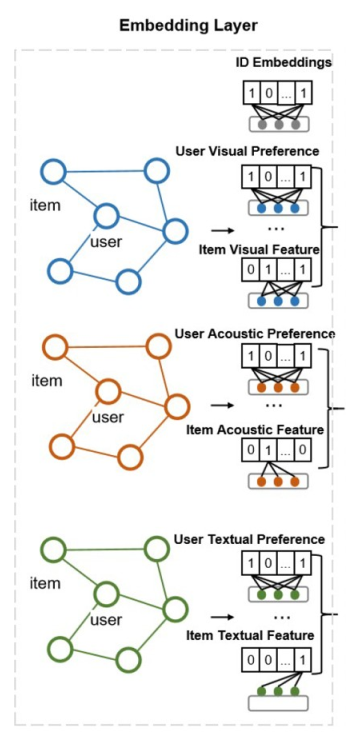 Embedding Layer
ID Embeddings
1 0 ... 1
User Visual Preference
1 0 ... 1
item
user
...
Item Visual Feature
0 1 ... 1
User Acoustic Preference
1 0 ... 1
item
user
...
Item Acoustic Feature
0 1 ... 0
User Textual Preference
1 0 ... 1
item
user
...
Item Textual Feature
0 0 ... 1